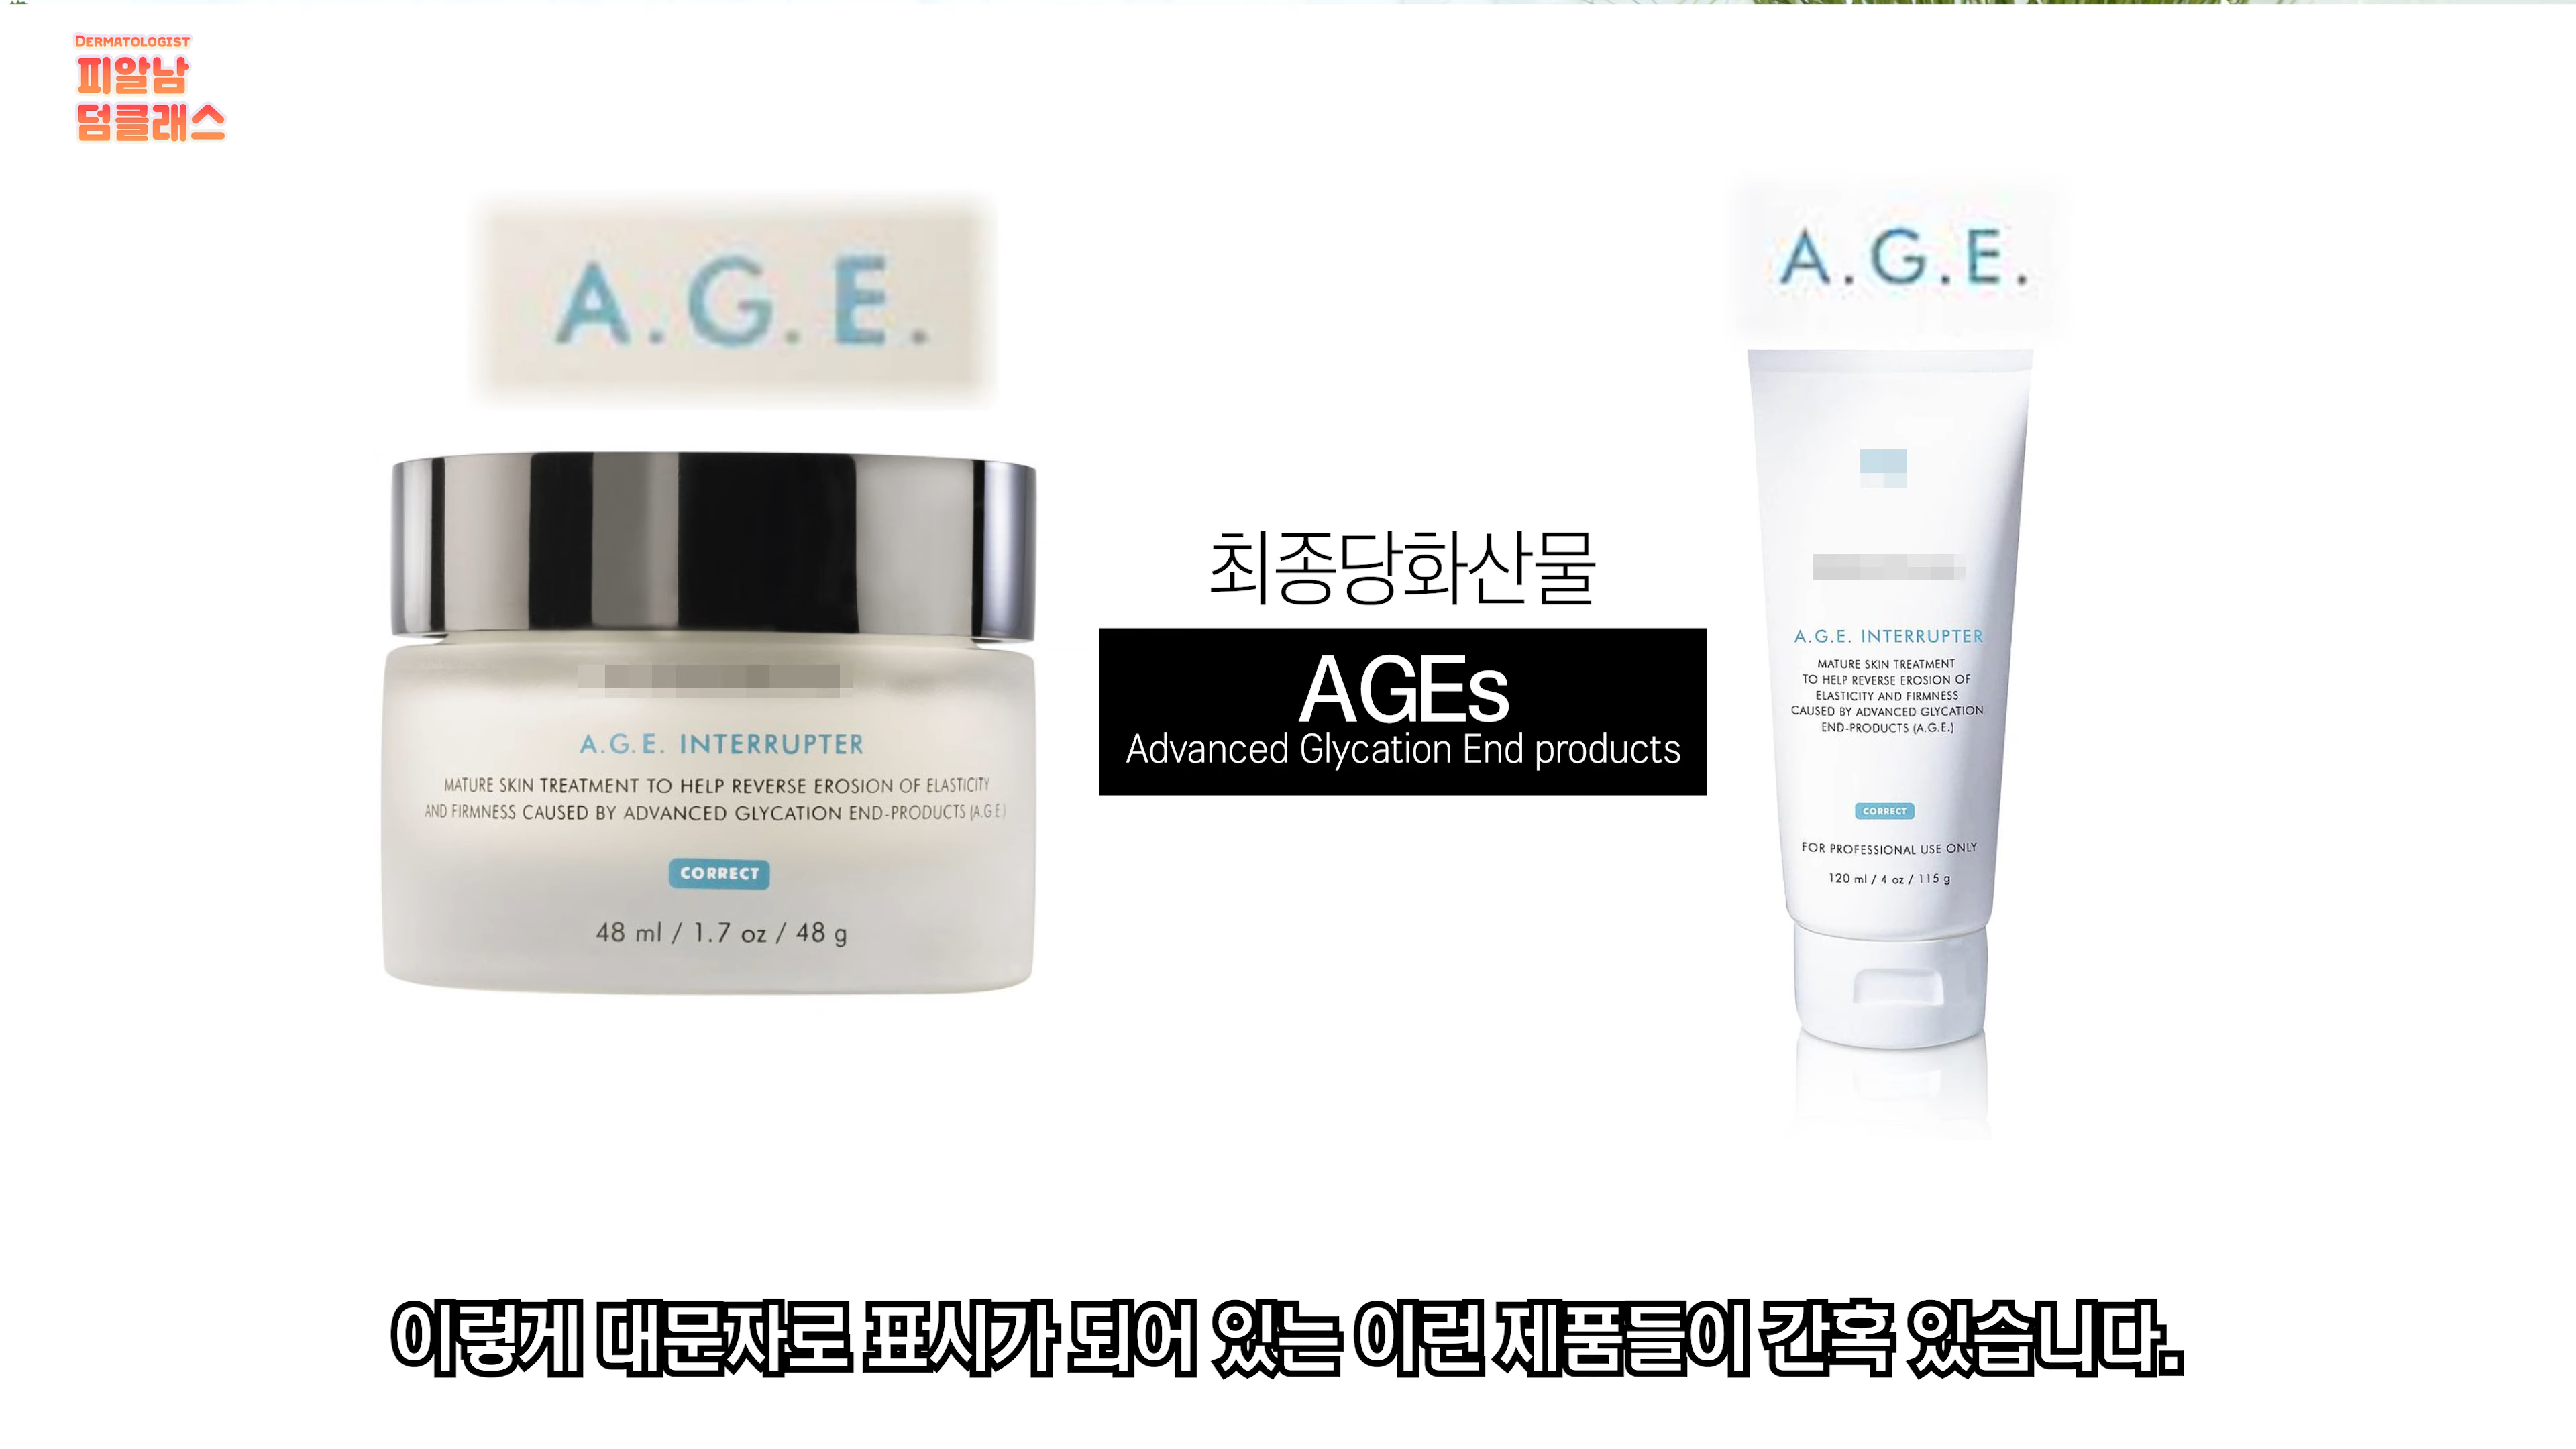 DERMATOLOGIST
피알남
덤클래스
A.G.E.
A.G.E.
최종당화산물
AGEs
Advanced Glycation End products
A.G.E. INTERRUPTER
MATURE SKIN TREATMENT TO HELP REVERSE EROSION OF ELASTICITY
AND FIRMNESS CAUSED BY ADVANCED GLYCATION END-PRODUCTS (A.G.E.)
CORRECT
48 ml / 1.7 oz / 48 g
A.G.E. INTERRUPTER
MATURE SKIN TREATMENT
TO HELP REVERSE EROSION OF
ELASTICITY AND FIRMNESS
CAUSED BY ADVANCED GLYCATION
END-PRODUCTS (A.G.E.)
CORRECT
FOR PROFESSIONAL USE ONLY
120 ml / 4 oz / 115 g
이렇게 대문자로 표시가 되어 있는 이런 제품들이 간혹 있습니다.